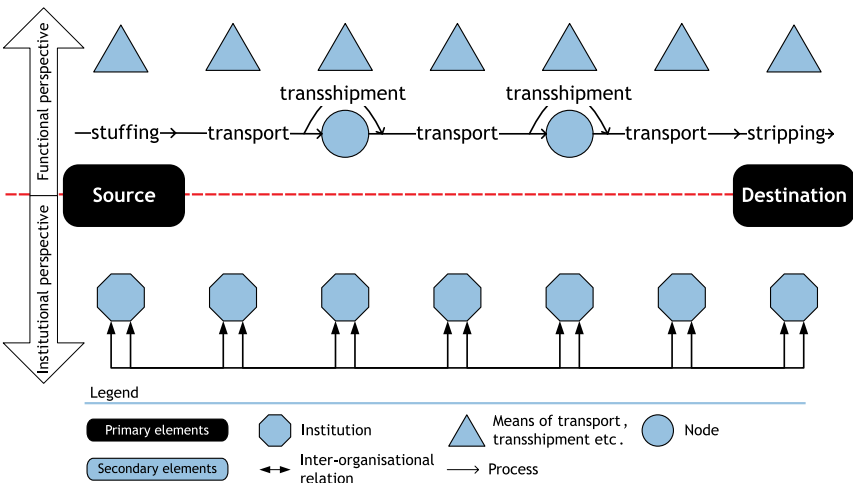 Functional perspective
Institutional perspective
transshipment
transshipment
stuffing
transport
transport
transport
stripping
Source
Destination
Legend
Primary elements
Institution
Means of transport,
transshipment etc.
Node
Secondary elements
Inter-organisational
relation
Process